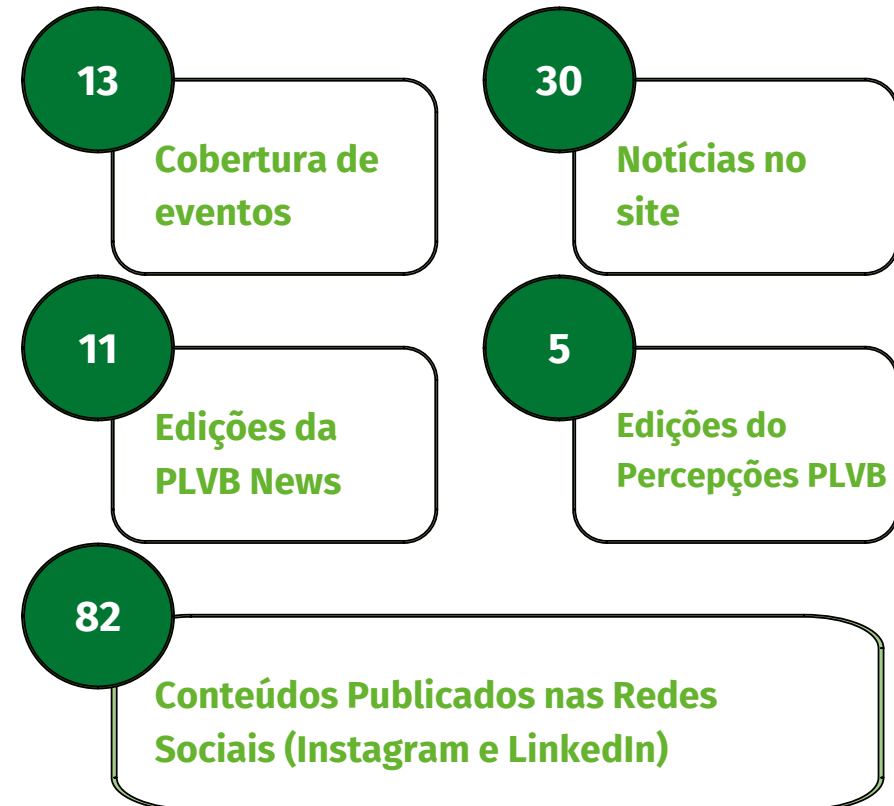 13
Cobertura de
eventos
30
Notícias no
site
11
Edições da
PLVB News
5
Edições do
Percepções PLVB
82
Conteúdos Publicados nas Redes
Sociais (Instagram e LinkedIn)